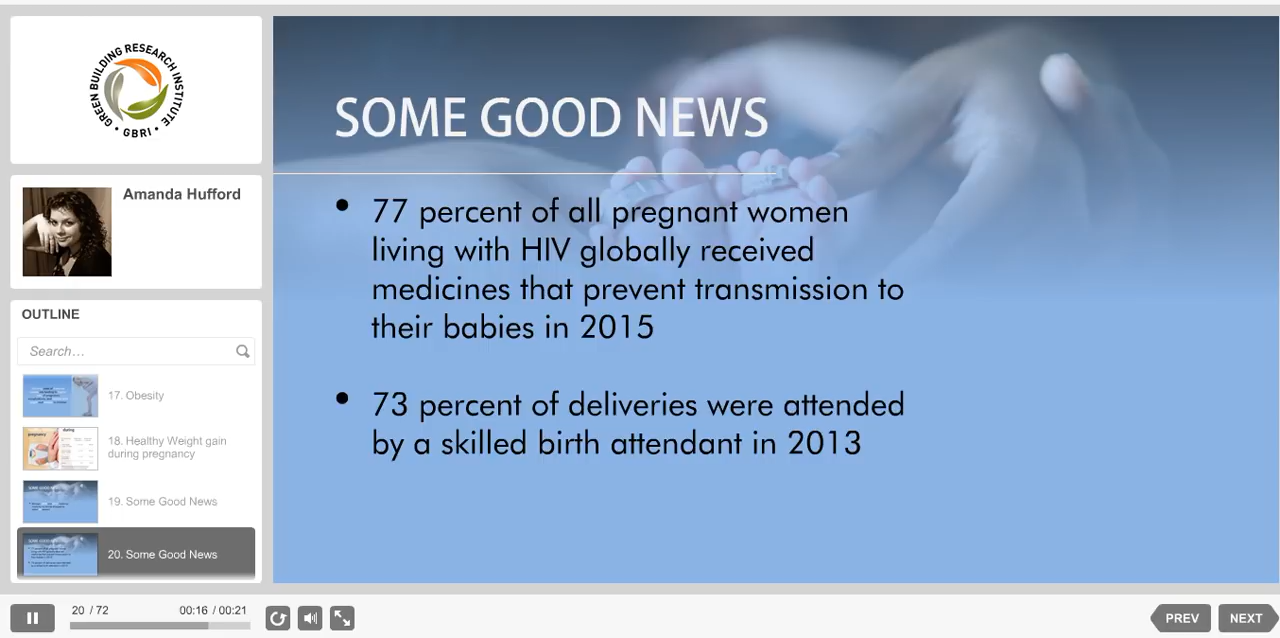 GREEN BUILDING RESEARCH INSTITUTE
• GBRI •
Amanda Hufford
OUTLINE
Search...
17. Obesity
18. Healthy Weight gain
during pregnancy
19. Some Good News
20. Some Good News
SOME GOOD NEWS
• 77 percent of all pregnant women
living with HIV globally received
medicines that prevent transmission to
their babies in 2015
• 73 percent of deliveries were attended
by a skilled birth attendant in 2013
20 / 72
00:16 / 00:21
PREV
NEXT